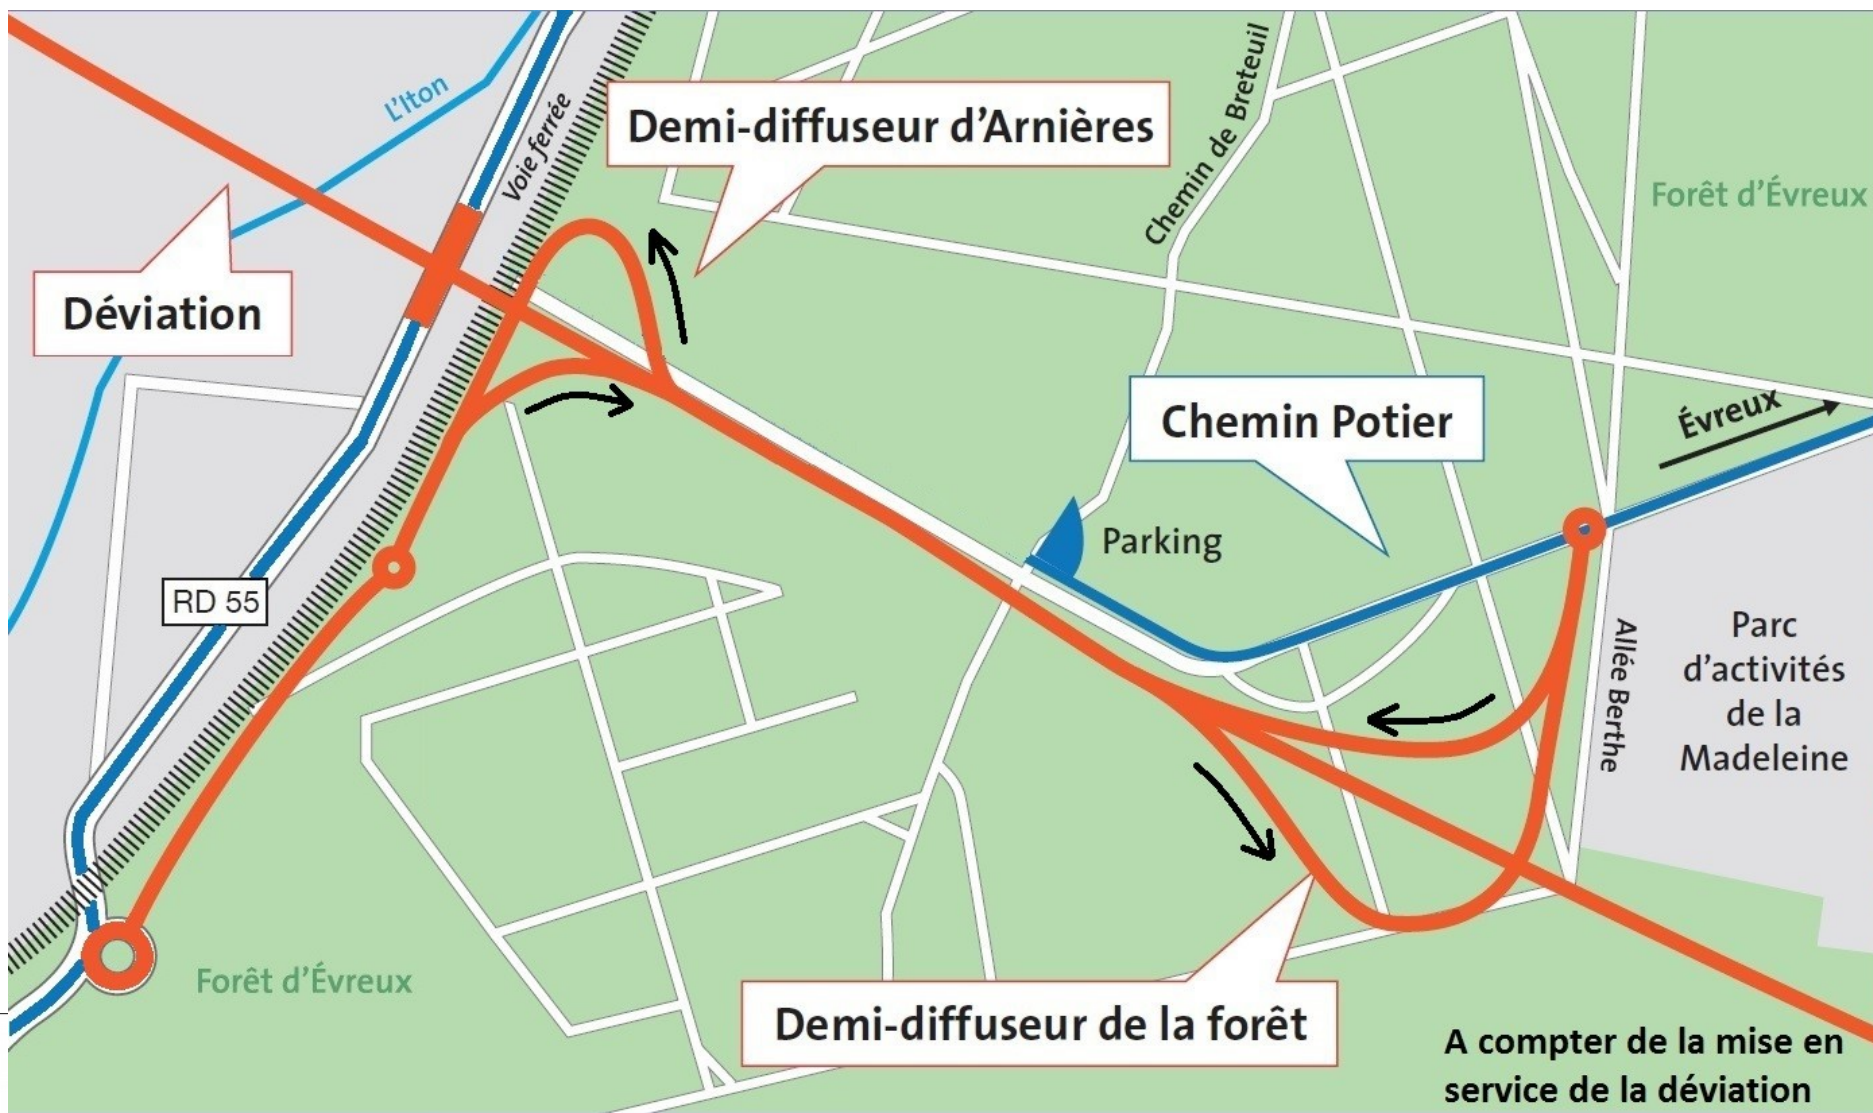 L'Iton
Voie ferrée
Demi-diffuseur d'Arnières
Chemin de Breteuil
Forêt d'Évreux
Déviation
Chemin Potier
Évreux
Parking
RD 55
Allée Berthe
Parc
d'activités
de la
Madeleine
Forêt d'Évreux
Demi-diffuseur de la forêt
A compter de la mise en
service de la déviation